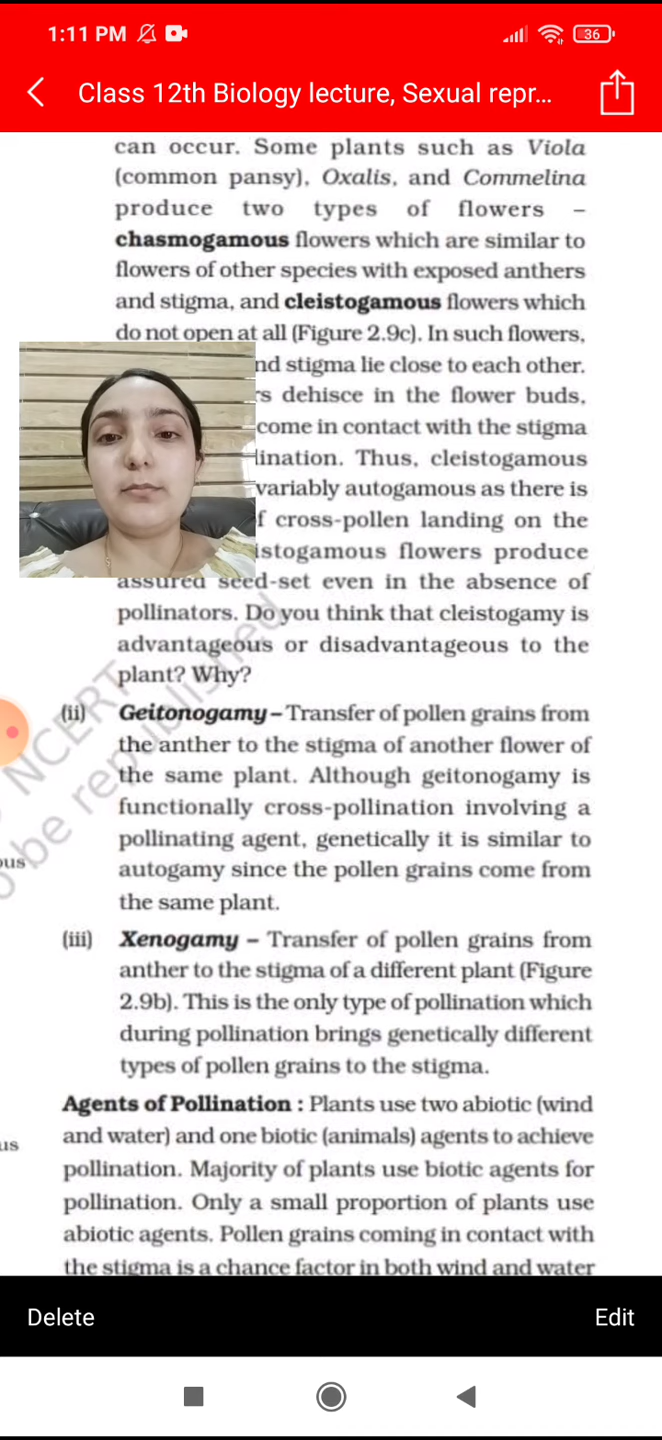 1:11 PM
36
Class 12th Biology lecture, Sexual repr...
can occur. Some plants such as Viola
(common pansy), Oxalis, and Commelina
produce two types of flowers –
chasmogamous flowers which are similar to
flowers of other species with exposed anthers
and stigma, and cleistogamous flowers which
do not open at all (Figure 2.9c). In such flowers,
nd stigma lie close to each other.
rs dehisce in the flower buds,
come in contact with the stigma
lination. Thus, cleistogamous
variably autogamous as there is
f cross-pollen landing on the
istogamous flowers produce
assured seed-set even in the absence of
pollinators. Do you think that cleistogamy is
advantageous or disadvantageous to the
plant? Why?
(ii) Geitonogamy – Transfer of pollen grains from
the anther to the stigma of another flower of
the same plant. Although geitonogamy is
functionally cross-pollination involving a
pollinating agent, genetically it is similar to
autogamy since the pollen grains come from
the same plant.
ous
(iii) Xenogamy – Transfer of pollen grains from
anther to the stigma of a different plant (Figure
2.9b). This is the only type of pollination which
during pollination brings genetically different
types of pollen grains to the stigma.
Agents of Pollination : Plants use two abiotic (wind
and water) and one biotic (animals) agents to achieve
us
pollination. Majority of plants use biotic agents for
pollination. Only a small proportion of plants use
abiotic agents. Pollen grains coming in contact with
the stigma is a chance factor in both wind and water
NCERT
o be republished
Delete
Edit